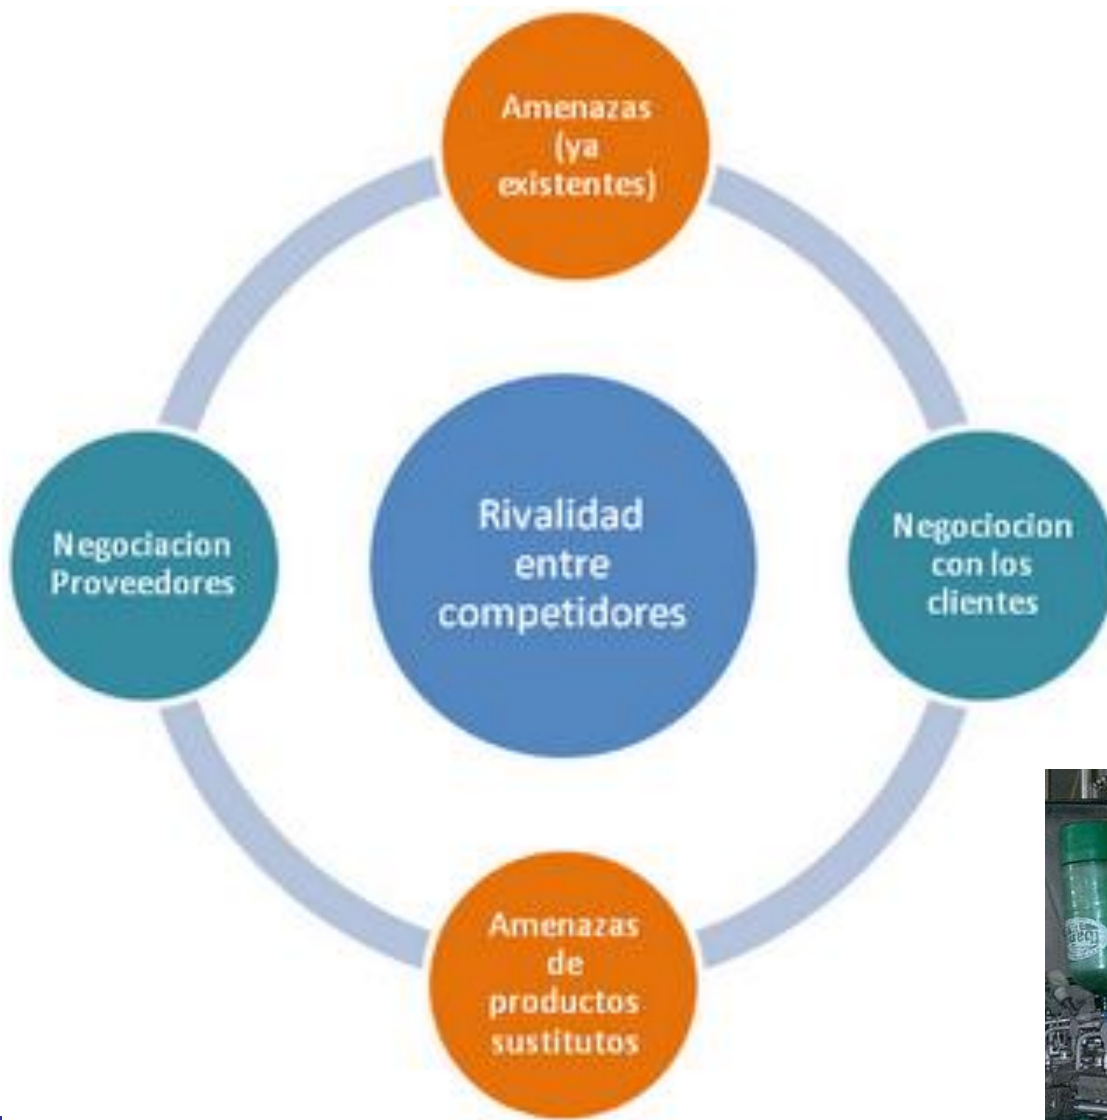 Amenazas
(ya
existentes)
Negociacion
Proveedores
Rivalidad
entre
competidores
Negociocion
con los
clientes
Amenazas
de
productos
sustitutos